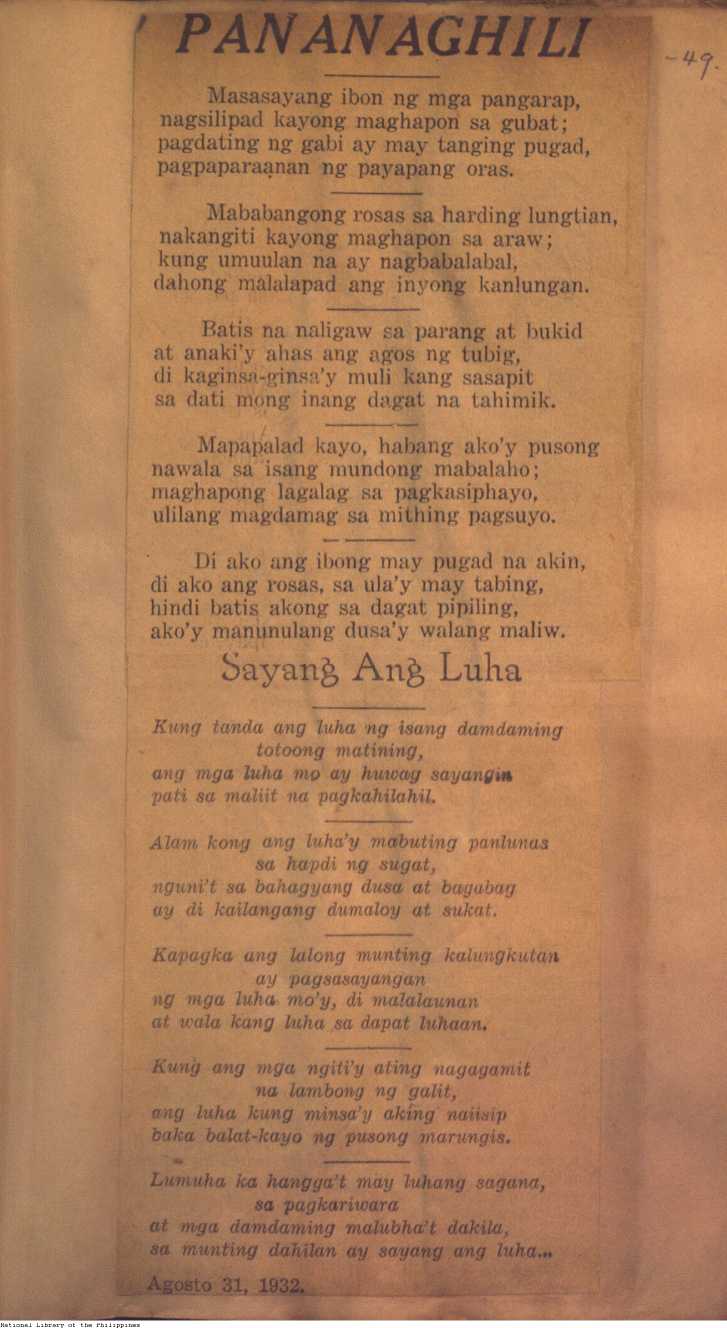 PANANAGHILI
-49.
Masasayang ibon ng mga pangarap,
nagsilipad kayong maghapon sa gubat;
pagdating ng gabi ay may tanging pugad,
pagpaparaanan ng payapang oras.
Mababangong rosas sa harding lungtian,
nakangiti kayong maghapon sa araw;
kung umuulan na ay nagbabalabal,
dahong malalapad ang inyong kanlungan.
Batis na naligaw sa parang at bukid
at anaki'y ahas ang agos ng tubig,
di kaginsa-ginsa'y muli kang sasapit
sa dati mong inang dagat na tahimik.
Mapapalad kayo, habang ako'y pusong
nawala sa isang mundong mabalaho;
maghapong lagalag sa pagkasiphayo,
ulilang magdamag sa mithing pagsuyo.
Di ako ang ibong may pugad na akin,
di ako ang rosas, sa ula'y may tabing,
hindi batis akong sa dagat pipiling,
ako'y manunulang dusa'y walang maliw.
Sayang Ang Luha
Kung tanda ang luha ng isang damdaming
totoong matining,
ang mga luha mo ay huwag sayangin
pati sa maliit na pagkahilahil.
Alam kong ang luha'y mabuting panlunas
sa hapdi ng sugat,
nguni't sa bahagyang dusa at bagabag
ay di kailangang dumaloy at sukat.
Kapagka ang lalong munting kalungkutan
ay pagsasayangan
ng mga luha mo'y, di malalaunan
at wala kang luha sa dapat luhaan.
Kung ang mga ngiti'y ating nagagamit
na lambong ng galit,
ang luha kung minsa'y aking naiisip
baka balat-kayo ng pusong marungis.
Lumuha ka hangga't may luhang sagana,
sa pagkariwara
at mga damdaming malubha't dakila,
sa munting dahilan ay sayang ang luha...
Agosto 31, 1932.
National Library of the Philippines